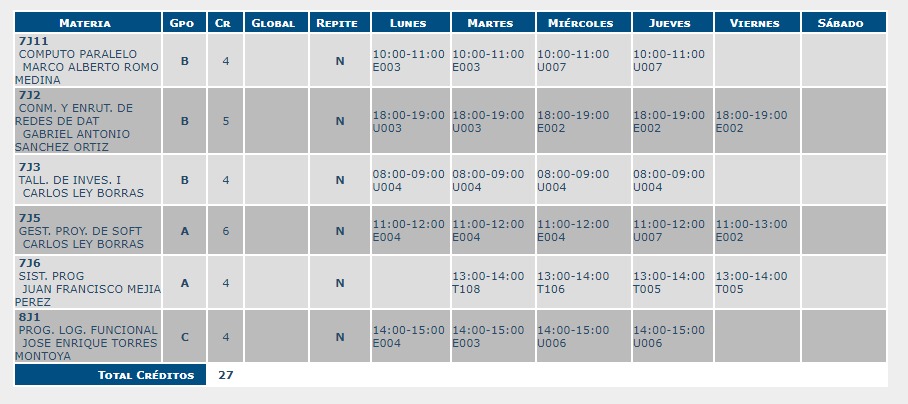 MATERIA GPO CR GLOBAL REPITE LUNES MARTES MIÉRCOLES JUEVES VIERNES SÁBADO
7J11
COMPUTO PARALELO
MARCO ALBERTO ROMO
MEDINA
B 4 N
10:00-11:00 10:00-11:00 10:00-11:00 10:00-11:00
E003 E003 U007 U007
7J2
CONM. Y ENRUT. DE
REDES DE DAT
GABRIEL ANTONIO
SANCHEZ ORTIZ
B 5 N
18:00-19:00 18:00-19:00 18:00-19:00 18:00-19:00 18:00-19:00
U003 U003 E002 E002 E002
7J3
TALL. DE INVES. I
CARLOS LEY BORRAS
B 4 N
08:00-09:00 08:00-09:00 08:00-09:00 08:00-09:00
U004 U004 U004 U004
7J5
GEST. PROY. DE SOFT
CARLOS LEY BORRAS
A 6 N
11:00-12:00 11:00-12:00 11:00-12:00 11:00-12:00 11:00-13:00
E004 E004 E004 U007 E002
7J6
SIST. PROG
JUAN FRANCISCO MEJIA
PEREZ
A 4 N
13:00-14:00 13:00-14:00 13:00-14:00 13:00-14:00
T108 T106 T005 T005
8J1
PROG. LOG. FUNCIONAL
JOSE ENRIQUE TORRES
MONTOYA
C 4 N
14:00-15:00 14:00-15:00 14:00-15:00 14:00-15:00
E004 E003 U006 U006
TOTAL CRÉDITOS 27